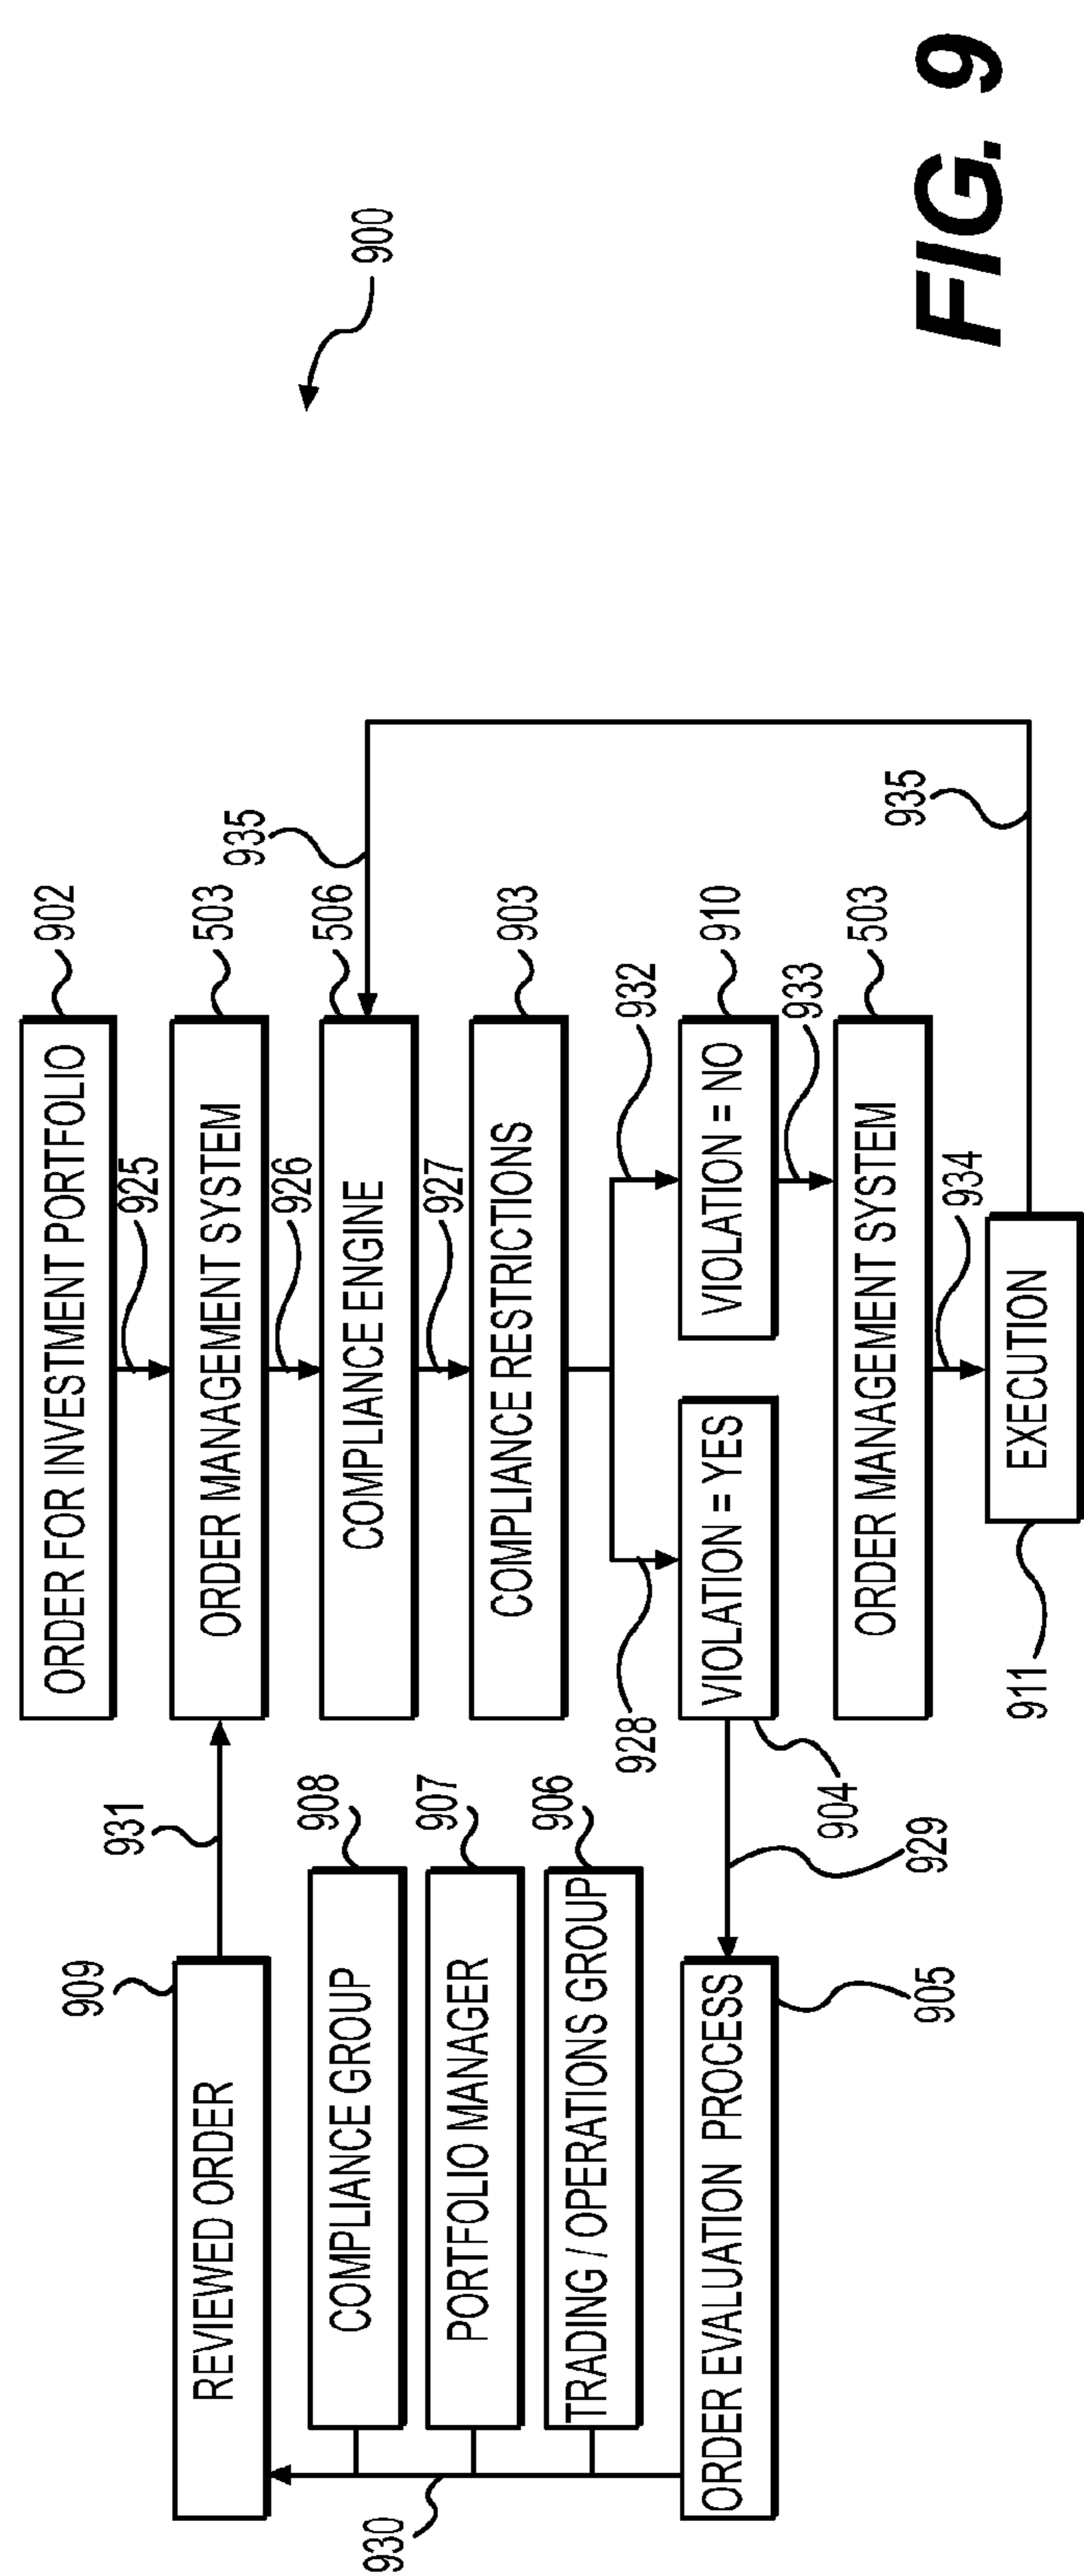 900
ORDER FOR INVESTMENT PORTFOLIO
902
925
REVIEWED ORDER
909
931
ORDER MANAGEMENT SYSTEM
503
926
COMPLIANCE GROUP
908
COMPLIANCE ENGINE
506
935
927
PORTFOLIO MANAGER
907
COMPLIANCE RESTRICTIONS
903
TRADING / OPERATIONS GROUP
906
930
928
932
ORDER EVALUATION PROCESS
905
929
VIOLATION = YES
904
VIOLATION = NO
910
933
ORDER MANAGEMENT SYSTEM
503
934
935
EXECUTION
911
FIG. 9